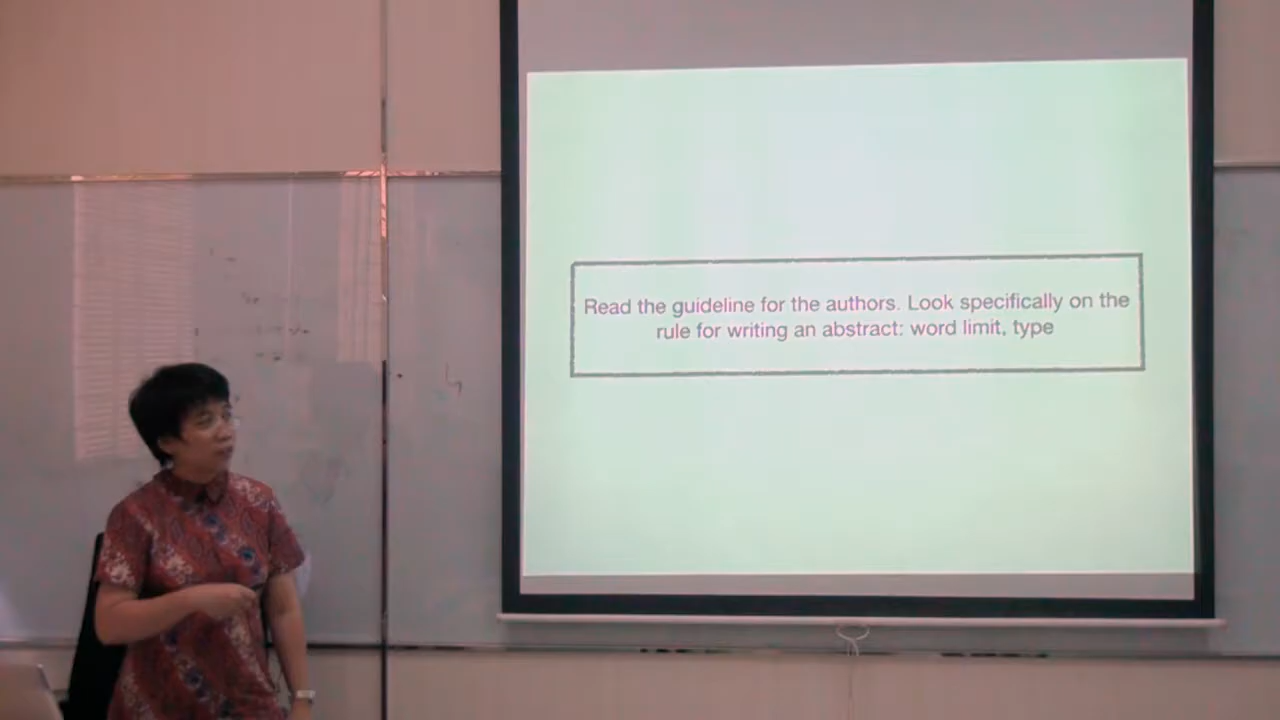 Read the guideline for the authors. Look specifically on the
rule for writing an abstract: word limit, type